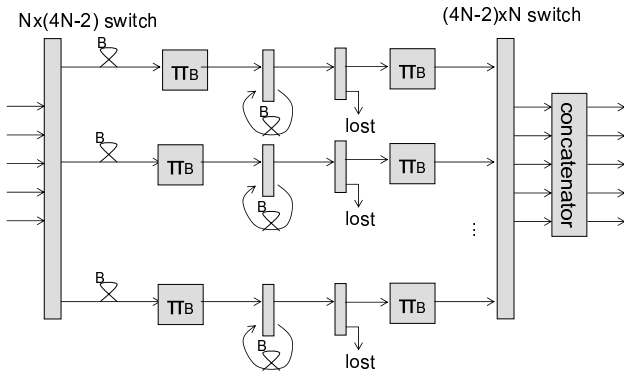 Nx(4N-2) switch
(4N-2)xN switch
B
πB
B
lost
πB
B
πB
B
lost
πB
concatenator
...
B
πB
B
lost
πB